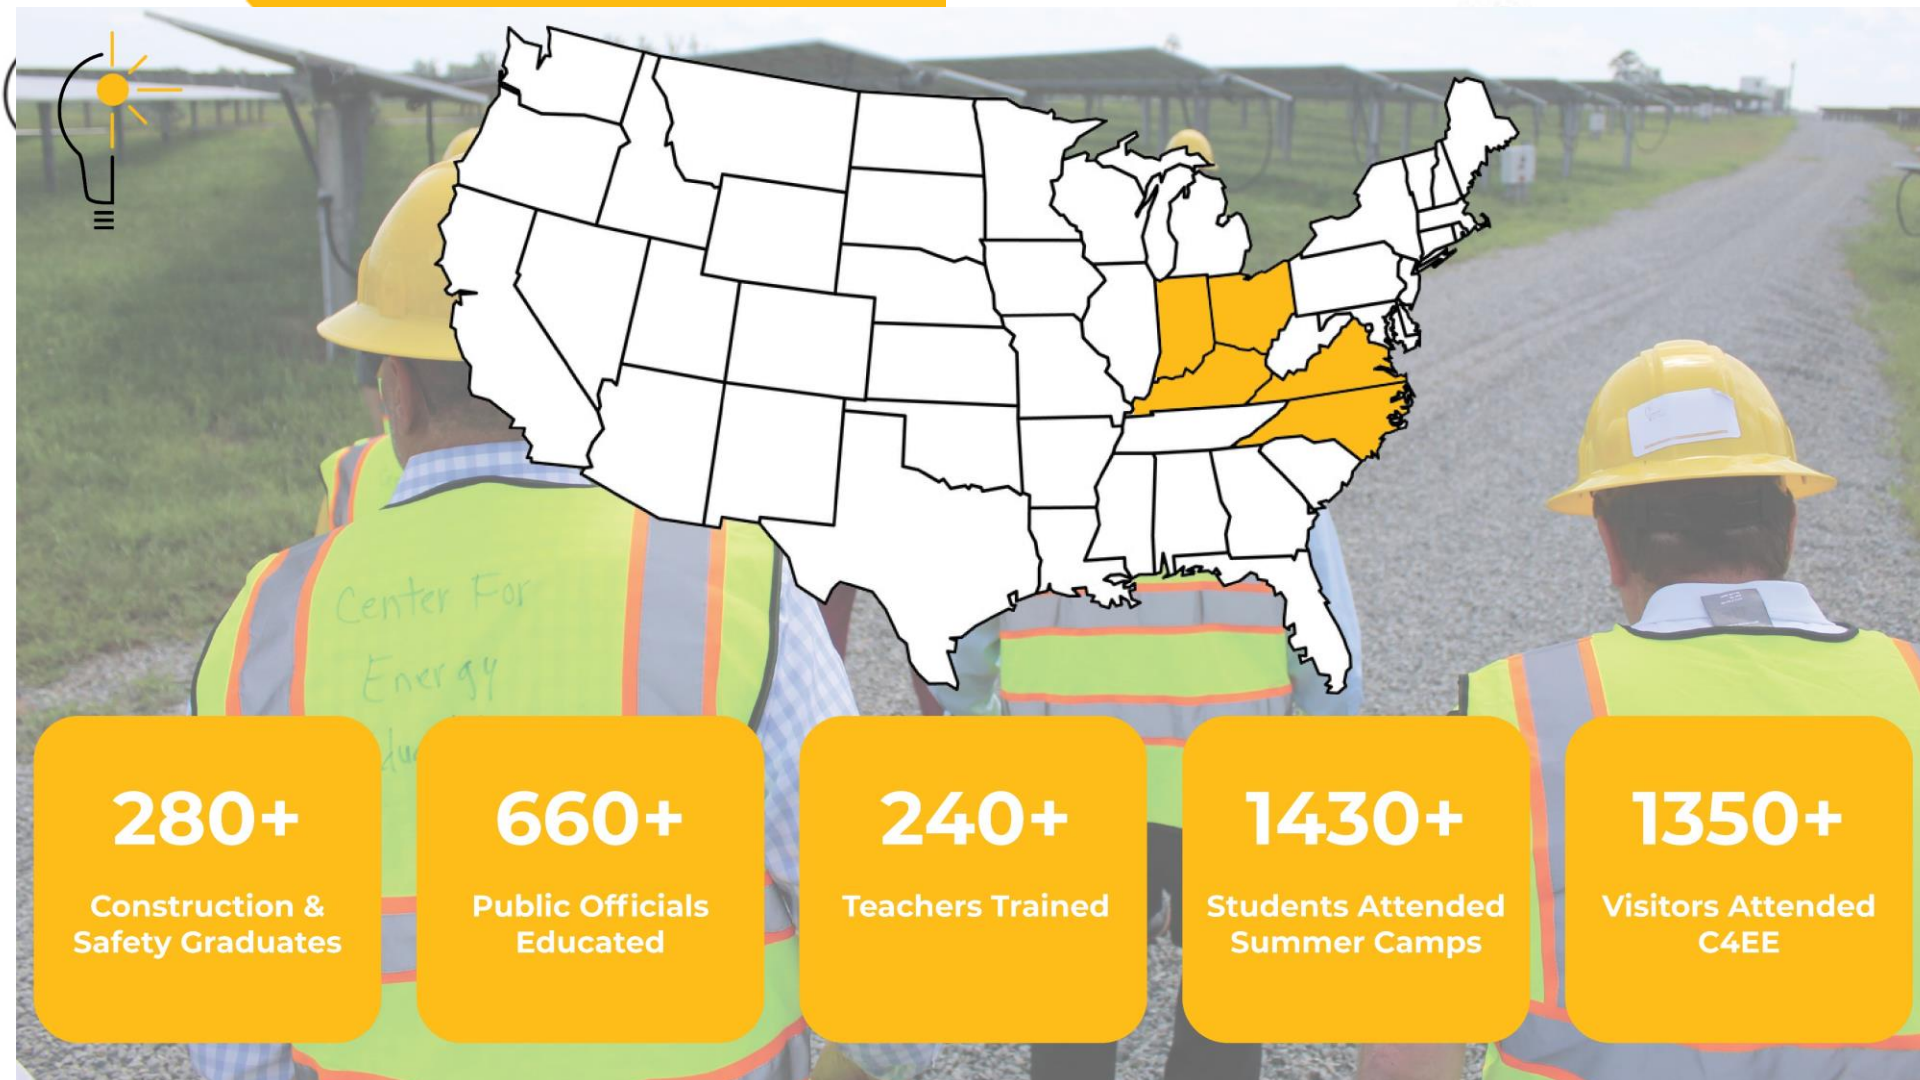 Center For
Energy
280+
Construction &
Safety Graduates
660+
Public Officials
Educated
240+
Teachers Trained
1430+
Students Attended
Summer Camps
1350+
Visitors Attended
C4EE